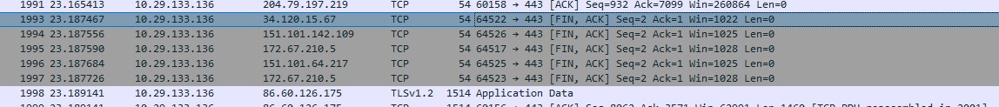 1991 23.165413 10.29.133.136 204.79.197.219 TCP 54 60158 → 443 [ACK] Seq=932 Ack=7099 Win=260864 Len=0
1993 23.187467 10.29.133.136 34.120.15.67 TCP 54 64522 → 443 [FIN, ACK] Seq=2 Ack=1 Win=1022 Len=0
1994 23.187556 10.29.133.136 151.101.142.109 TCP 54 64526 → 443 [FIN, ACK] Seq=2 Ack=1 Win=1025 Len=0
1995 23.187590 10.29.133.136 172.67.210.5 TCP 54 64517 → 443 [FIN, ACK] Seq=2 Ack=1 Win=1028 Len=0
1996 23.187684 10.29.133.136 151.101.64.217 TCP 54 64525 → 443 [FIN, ACK] Seq=2 Ack=1 Win=1025 Len=0
1997 23.187726 10.29.133.136 172.67.210.5 TCP 54 64523 → 443 [FIN, ACK] Seq=2 Ack=1 Win=1028 Len=0
1998 23.189141 10.29.133.136 86.60.126.175 TLSv1.2 1514 Application Data